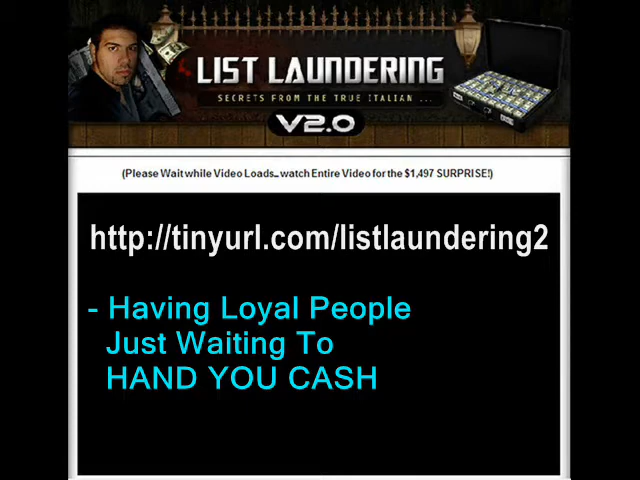 LIST LAUNDERING
SECRETS FROM THE TRUE ITALIAN ...
V2.0
(Please Wait while Video Loads... watch Entire Video for the $1,497 SURPRISE!)
http://tinyurl.com/listlaundering2
- Having Loyal People
Just Waiting To
HAND YOU CASH